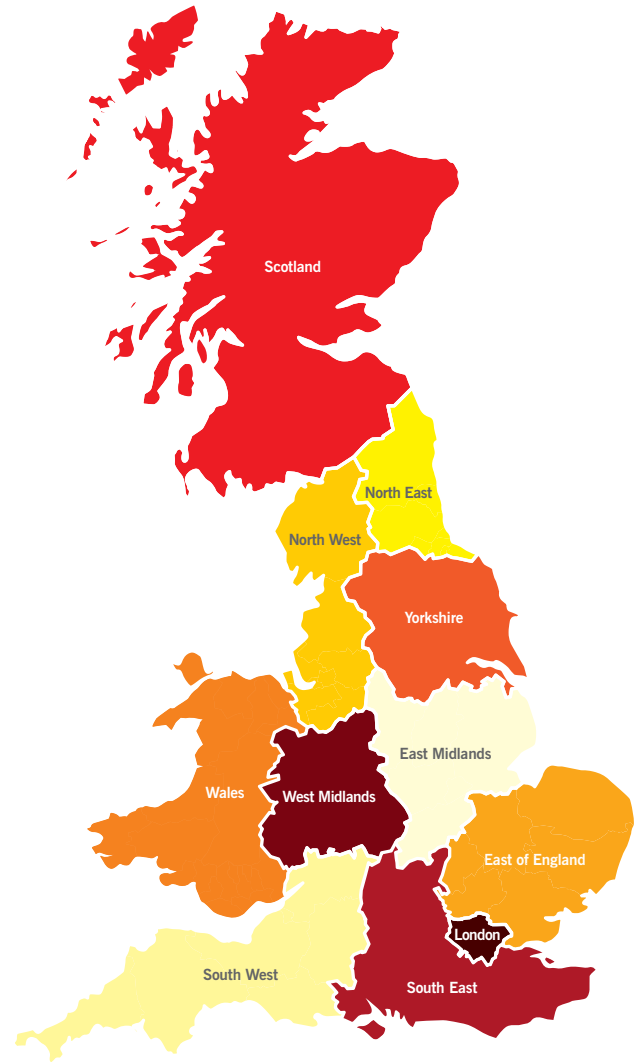 Scotland
North East
North West
Yorkshire
East Midlands
Wales
West Midlands
East of England
London
South West
South East